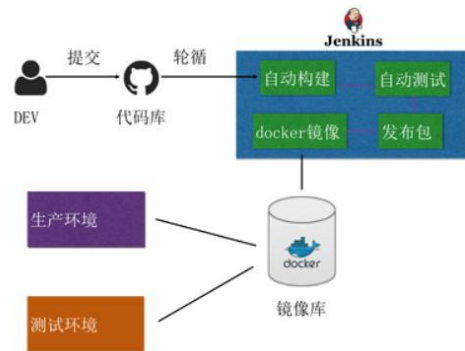 Jenkins
提交
轮循
DEV
代码库
自动构建
自动测试
docker镜像
发布包
生产环境
docker
镜像库
测试环境